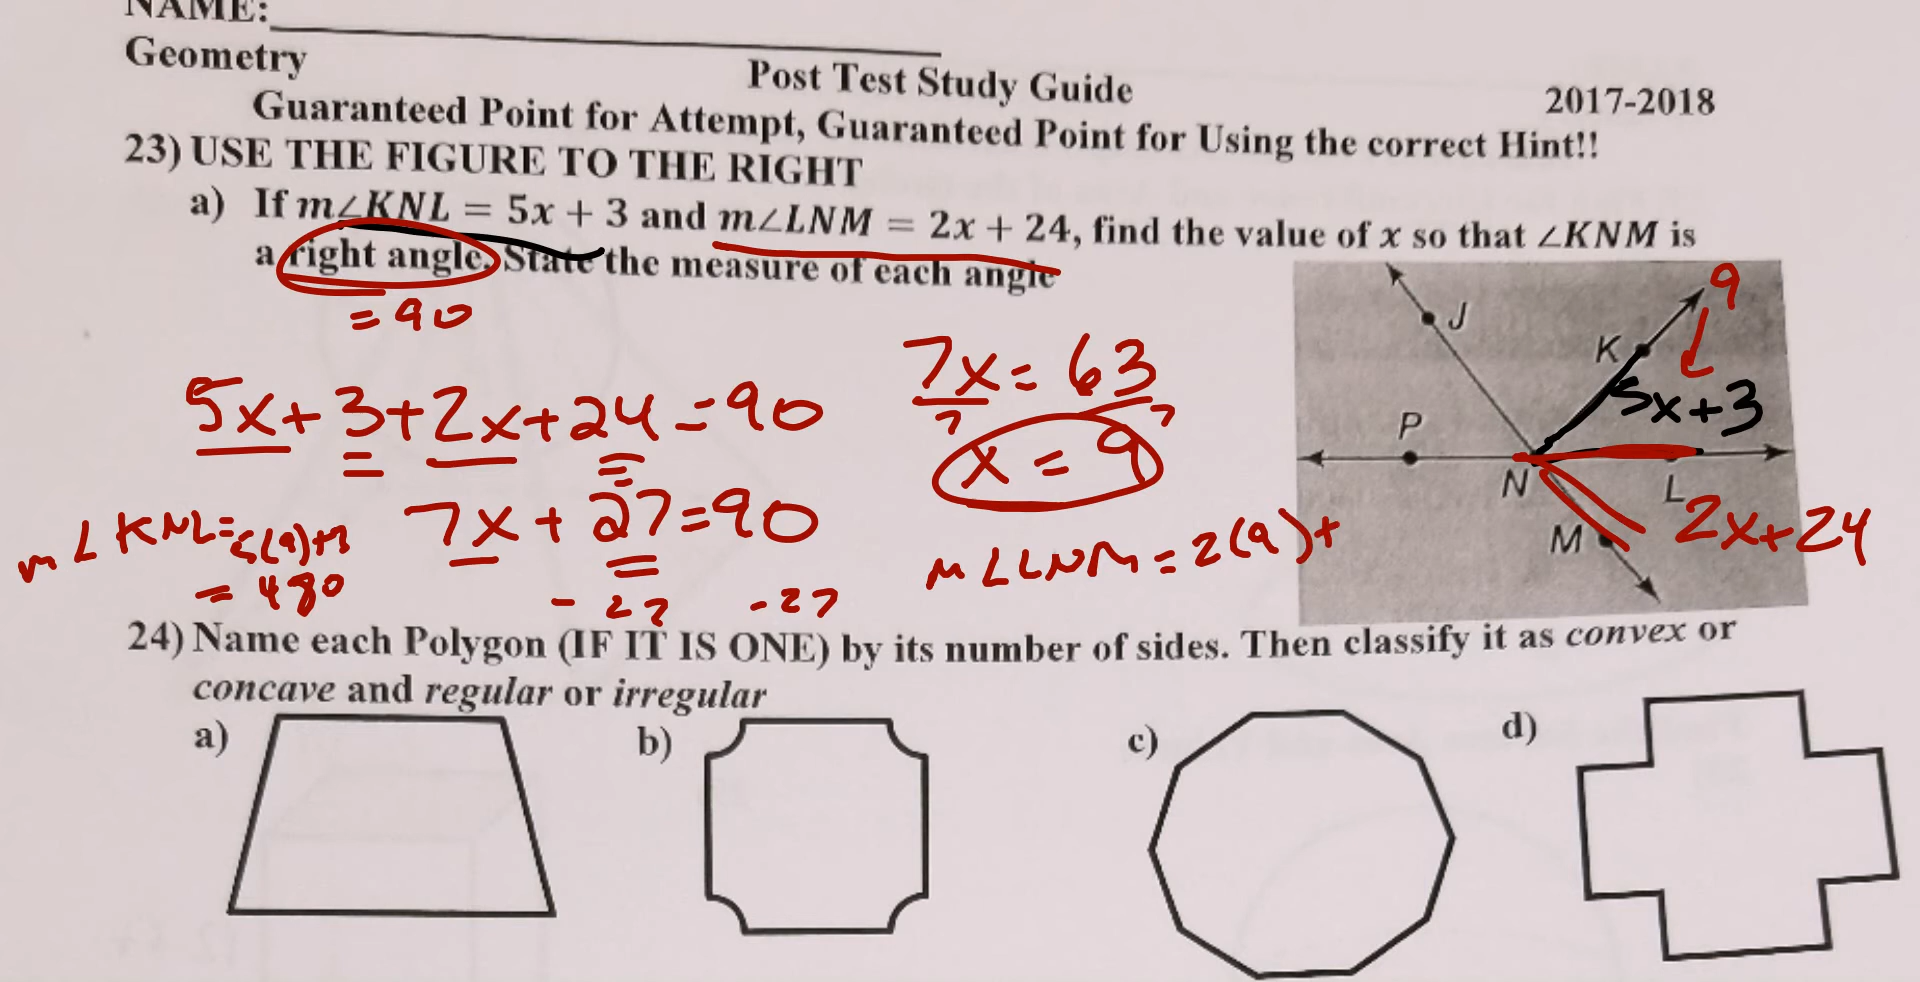 NAME:
Geometry
Post Test Study Guide
2017-2018
Guaranteed Point for Attempt, Guaranteed Point for Using the correct Hint!!
23) USE THE FIGURE TO THE RIGHT
a) If m∠KNL = 5x + 3 and m∠LNM = 2x + 24, find the value of x so that ∠KNM is
a right angle. State the measure of each angle
= 90
5x+3+2x+24=90
7x+27=90
-27 -27
7x=63
7 7
x=9
m∠KNL=5(9)+3
=480
m∠LNM=2(9)+
J
K
9
5x+3
P
N
L
M
2x+24
24) Name each Polygon (IF IT IS ONE) by its number of sides. Then classify it as convex or
concave and regular or irregular
a) b) c) d)